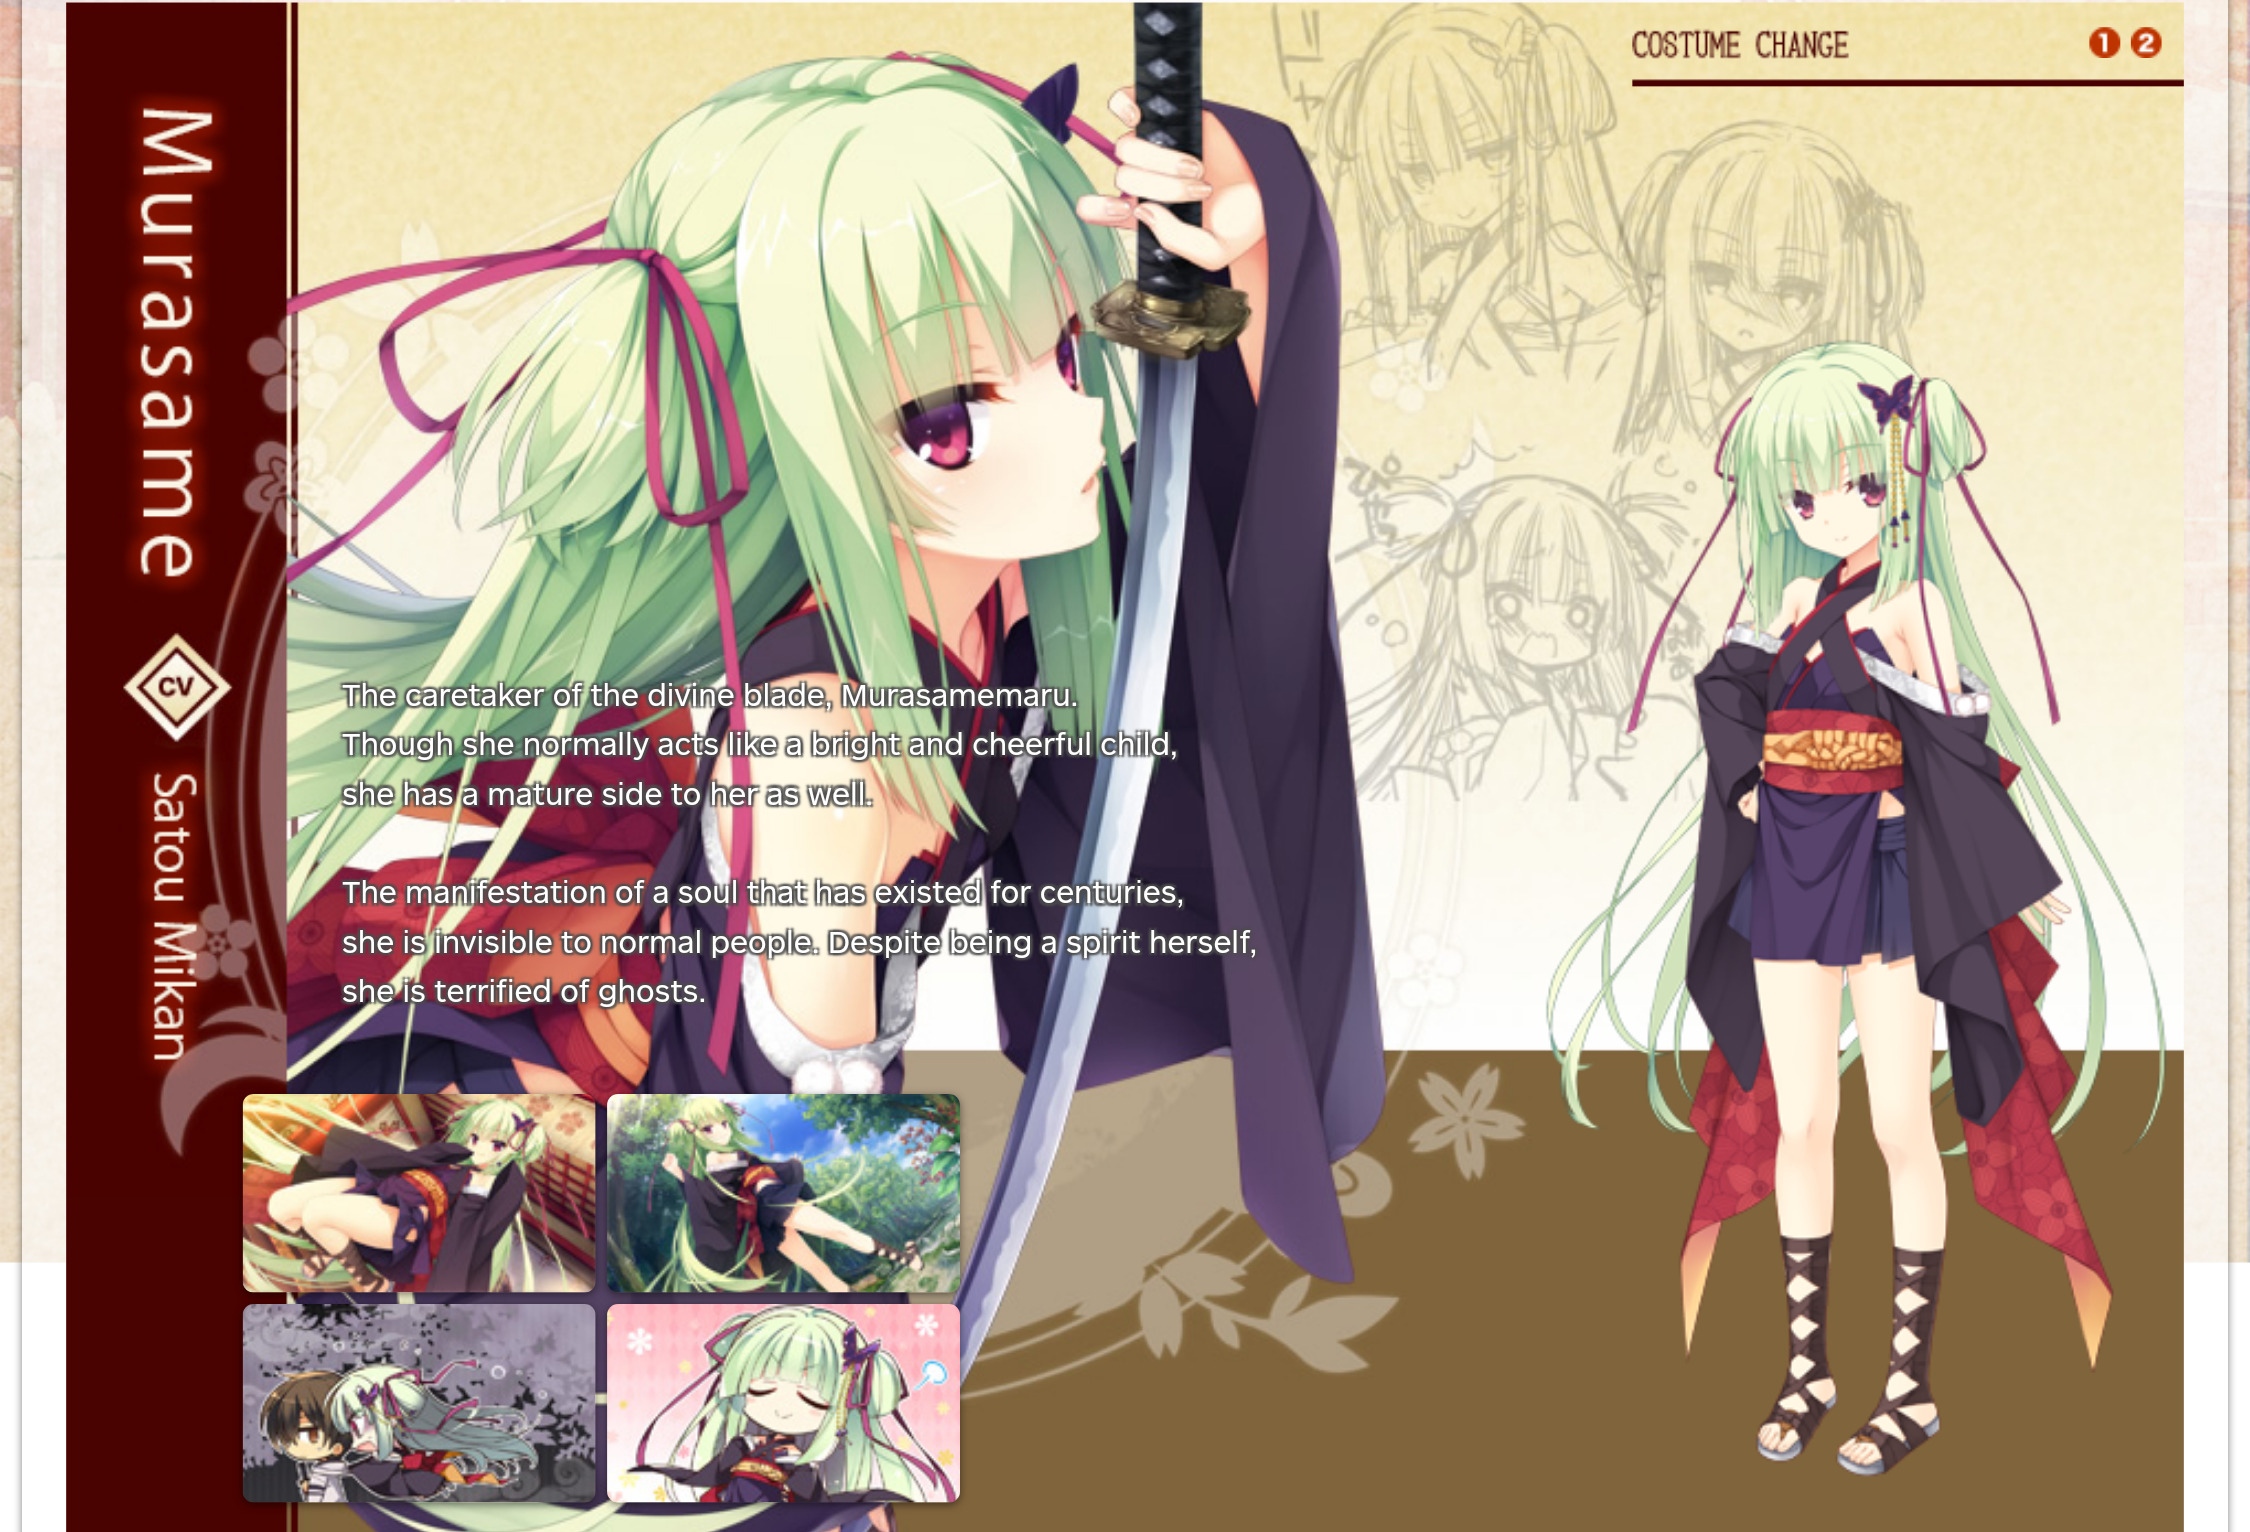 Murasame
CV
Satou Mikan
COSTUME CHANGE
1 2
The caretaker of the divine blade, Murasamemaru.
Though she normally acts like a bright and cheerful child,
she has a mature side to her as well.
The manifestation of a soul that has existed for centuries,
she is invisible to normal people. Despite being a spirit herself,
she is terrified of ghosts.